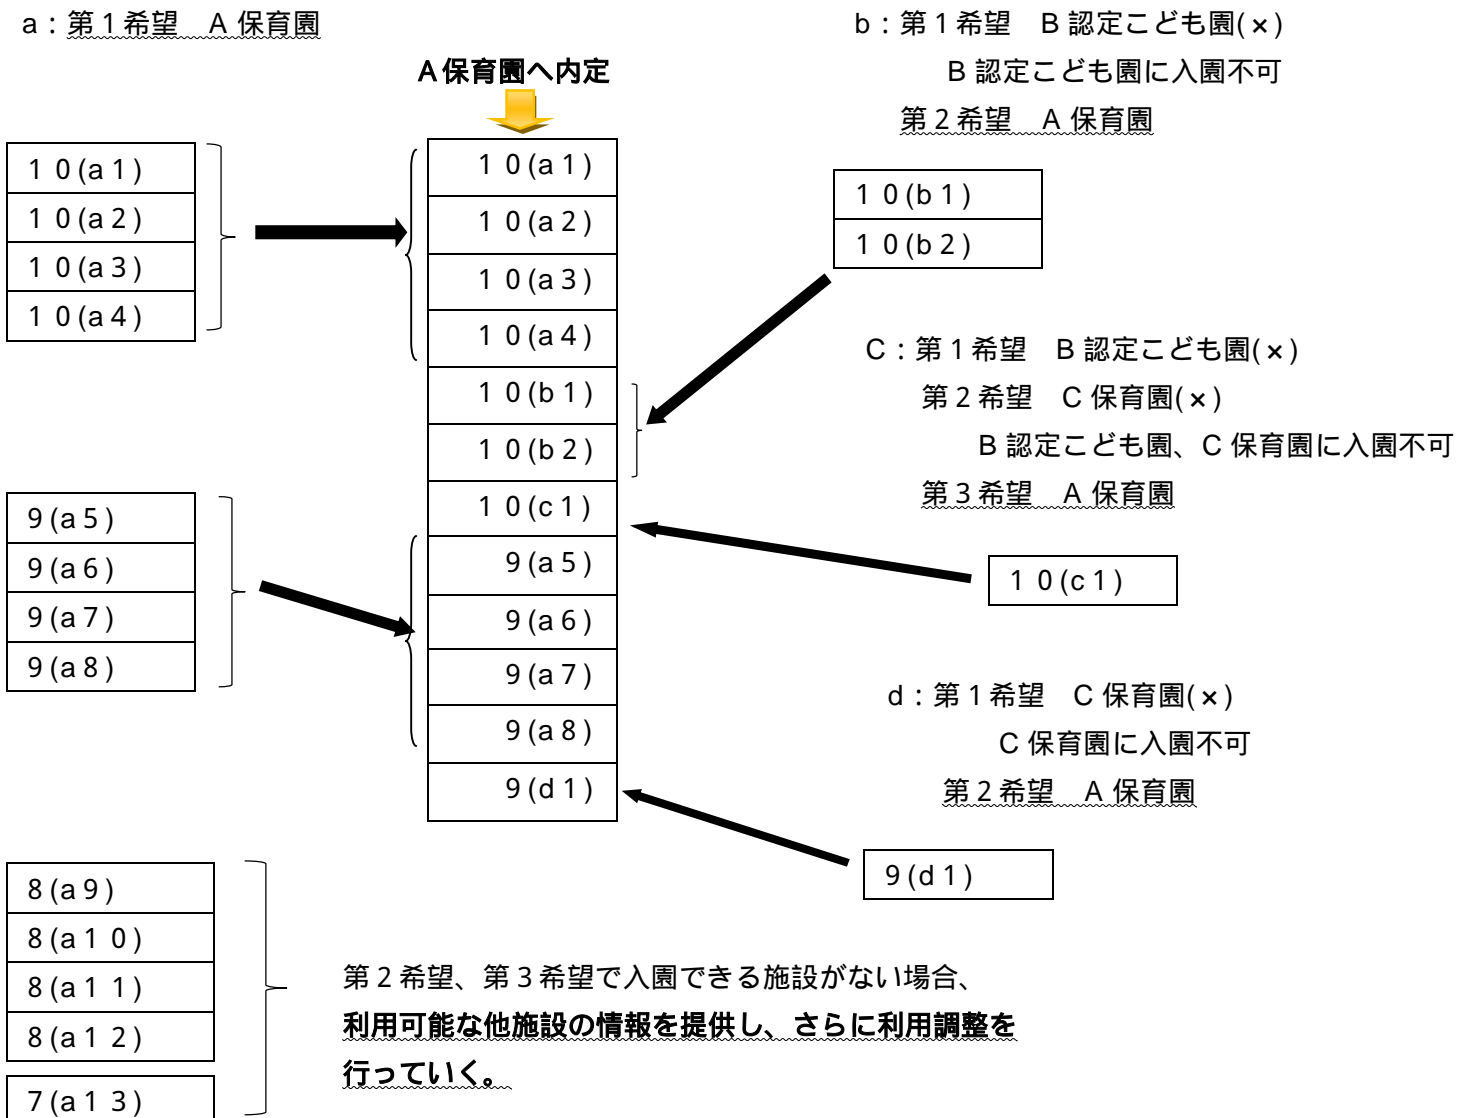 a：第1希望　A 保育園
A保育園へ内定
10(a1)
10(a2)
10(a3)
10(a4)
9(a5)
9(a6)
9(a7)
9(a8)
8(a9)
8(a10)
8(a11)
8(a12)
7(a13)
10(a1)
10(a2)
10(a3)
10(a4)
10(b1)
10(b2)
10(c1)
9(a5)
9(a6)
9(a7)
9(a8)
9(d1)
b：第1希望　B 認定こども園(×)
B 認定こども園に入園不可
第2希望　A 保育園
10(b1)
10(b2)
C：第1希望　B 認定こども園(×)
第2希望　C 保育園(×)
B 認定こども園、C 保育園に入園不可
第3希望　A 保育園
10(c1)
d：第1希望　C 保育園(×)
C 保育園に入園不可
第2希望　A 保育園
9(d1)
第2希望、第3希望で入園できる施設がない場合、
利用可能な他施設の情報を提供し、さらに利用調整を
行っていく。